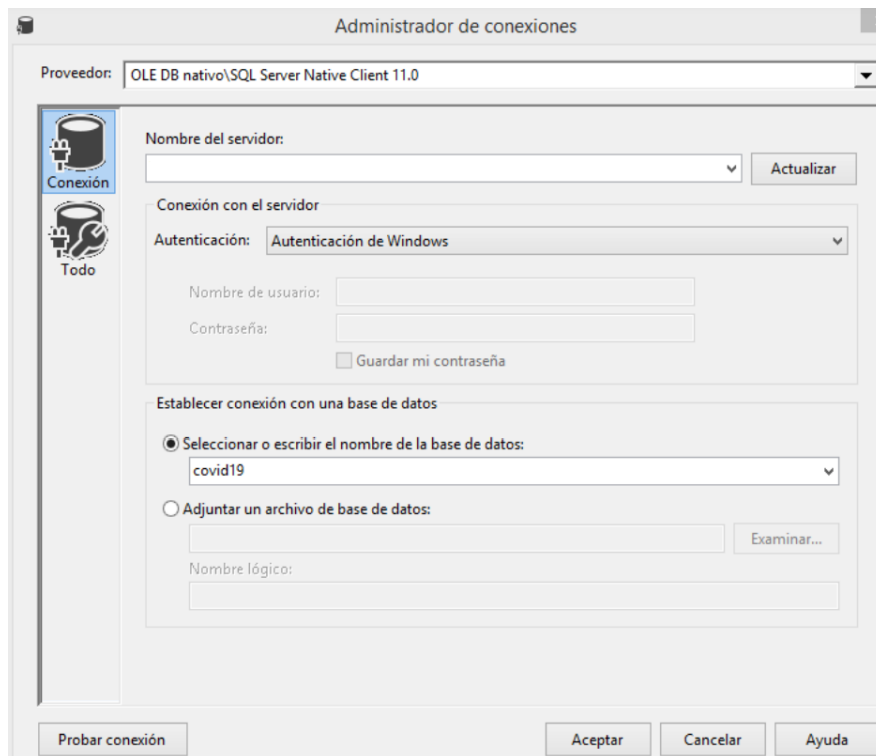 Administrador de conexiones
Proveedor: OLE DB nativo\SQL Server Native Client 11.0
Conexión
Todo
Nombre del servidor:
Actualizar
Conexión con el servidor
Autenticación: Autenticación de Windows
Nombre de usuario:
Contraseña:
Guardar mi contraseña
Establecer conexión con una base de datos
Seleccionar o escribir el nombre de la base de datos:
covid19
Adjuntar un archivo de base de datos:
Examinar...
Nombre lógico:
Probar conexión Aceptar Cancelar Ayuda